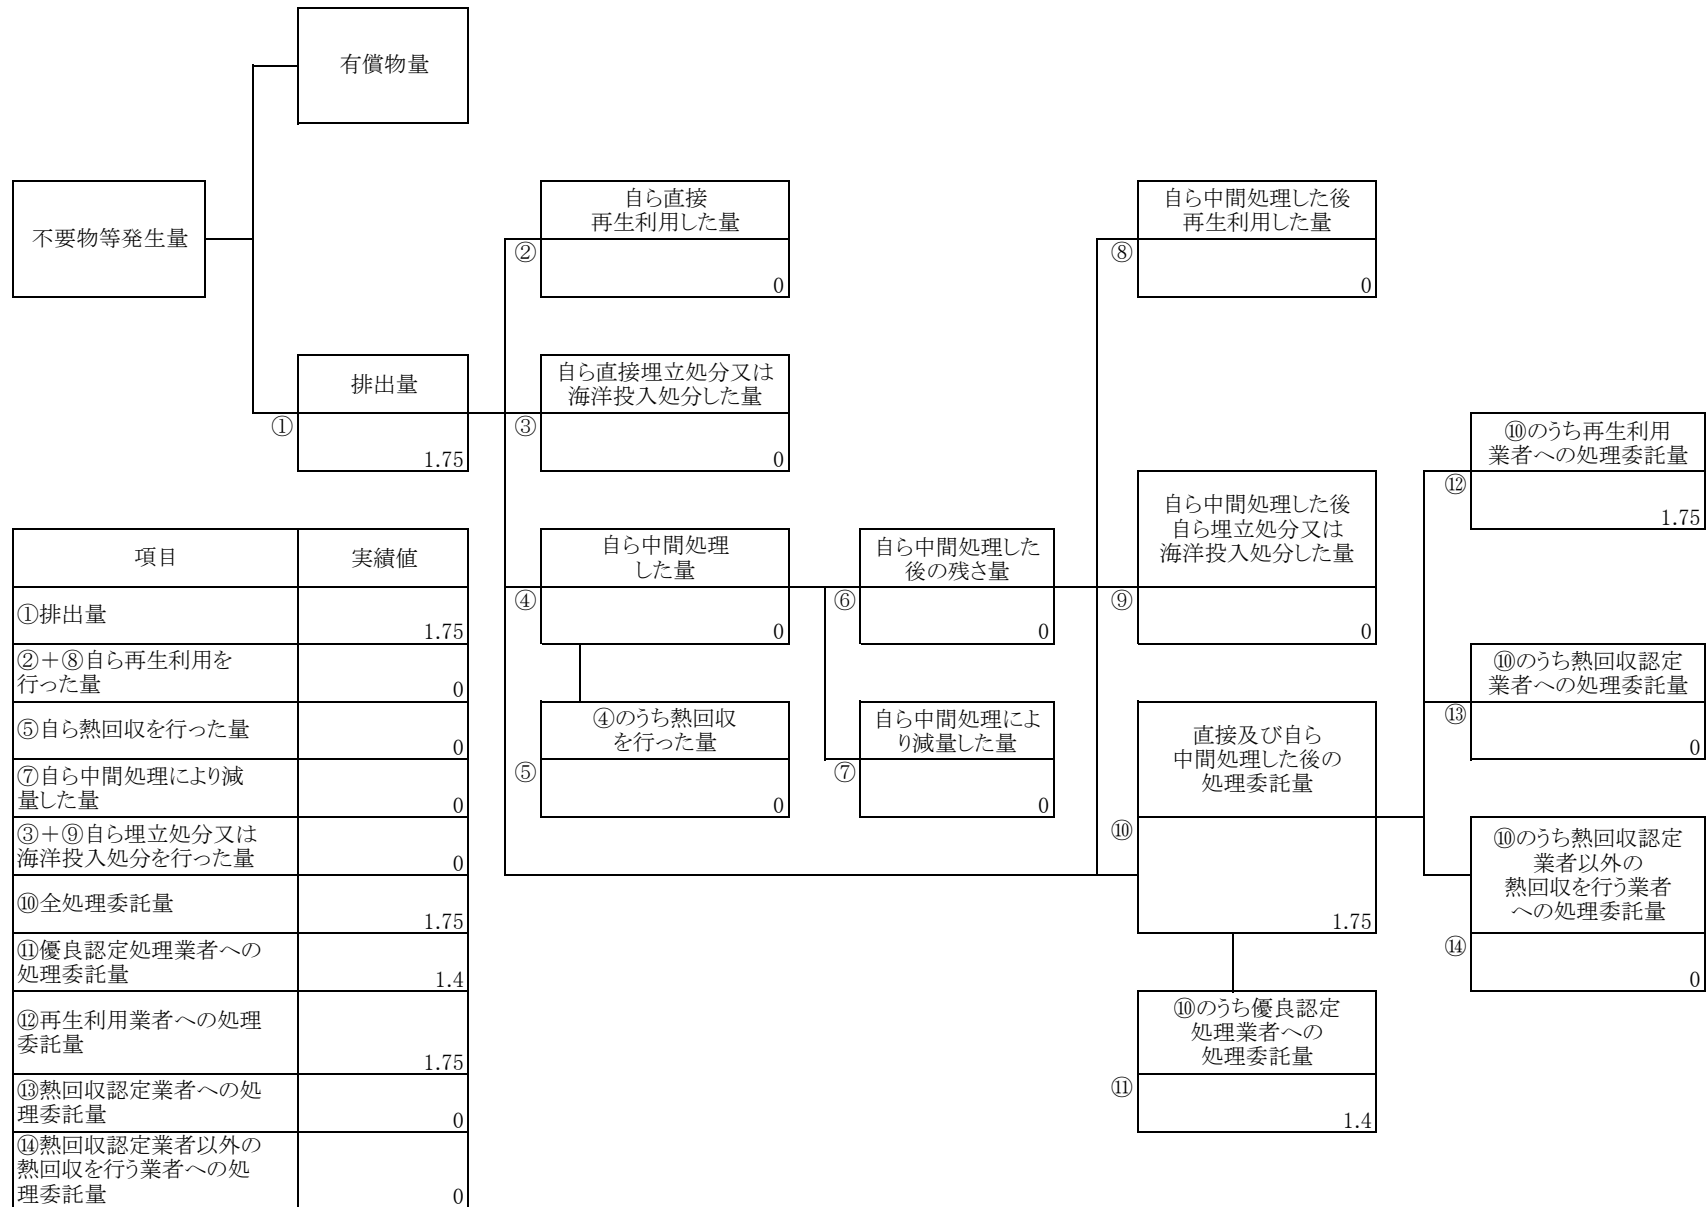 有償物量
不要物等発生量
排出量
①
1.75
自ら直接
再生利用した量
②
0
自ら直接埋立処分又は
海洋投入処分した量
③
0
自ら中間処理
した量
④
0
④のうち熱回収
を行った量
⑤
0
自ら中間処理した
後の残さ量
⑥
0
自ら中間処理によ
り減量した量
⑦
0
自ら中間処理した後
再生利用した量
⑧
0
自ら中間処理した後
自ら埋立処分又は
海洋投入処分した量
⑨
0
直接及び自ら
中間処理した後の
処理委託量
⑩
1.75
⑩のうち優良認定
処理業者への
処理委託量
⑪
1.4
⑩のうち再生利用
業者への処理委託量
⑫
1.75
⑩のうち熱回収認定
業者への処理委託量
⑬
0
⑩のうち熱回収認定
業者以外の
熱回収を行う業者
への処理委託量
⑭
0
項目 実績値
①排出量
1.75
②＋⑧自ら再生利用を
行った量
0
⑤自ら熱回収を行った量
0
⑦自ら中間処理により減
量した量
0
③＋⑨自ら埋立処分又は
海洋投入処分を行った量
0
⑩全処理委託量
1.75
⑪優良認定処理業者への
処理委託量
1.4
⑫再生利用業者への処理
委託量
1.75
⑬熱回収認定業者への処
理委託量
0
⑭熱回収認定業者以外の
熱回収を行う業者への処
理委託量
0